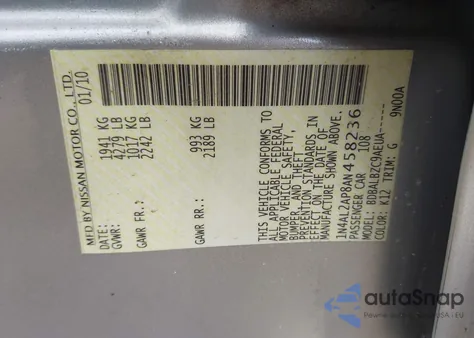 MFD BY NISSAN MOTOR CO., LTD.
01/10
GVWR: 1941 KG
4279 LB
GAWR FR.: 1017 KG
2242 LB
GAWR RR.: 993 KG
2189 LB
THIS VEHICLE CONFORMS TO
ALL APPLICABLE FEDERAL
MOTOR VEHICLE SAFETY,
BUMPER, AND THEFT
PREVENTION STANDARDS IN
EFFECT ON THE DATE OF
MANUFACTURE SHOWN ABOVE.
1N4AL2AP8AN458236
PASSENGER CAR 108
MODEL: BDBALBZC9AEUA-----
COLOR: K12 TRIM: G 9N00A
autoSnap